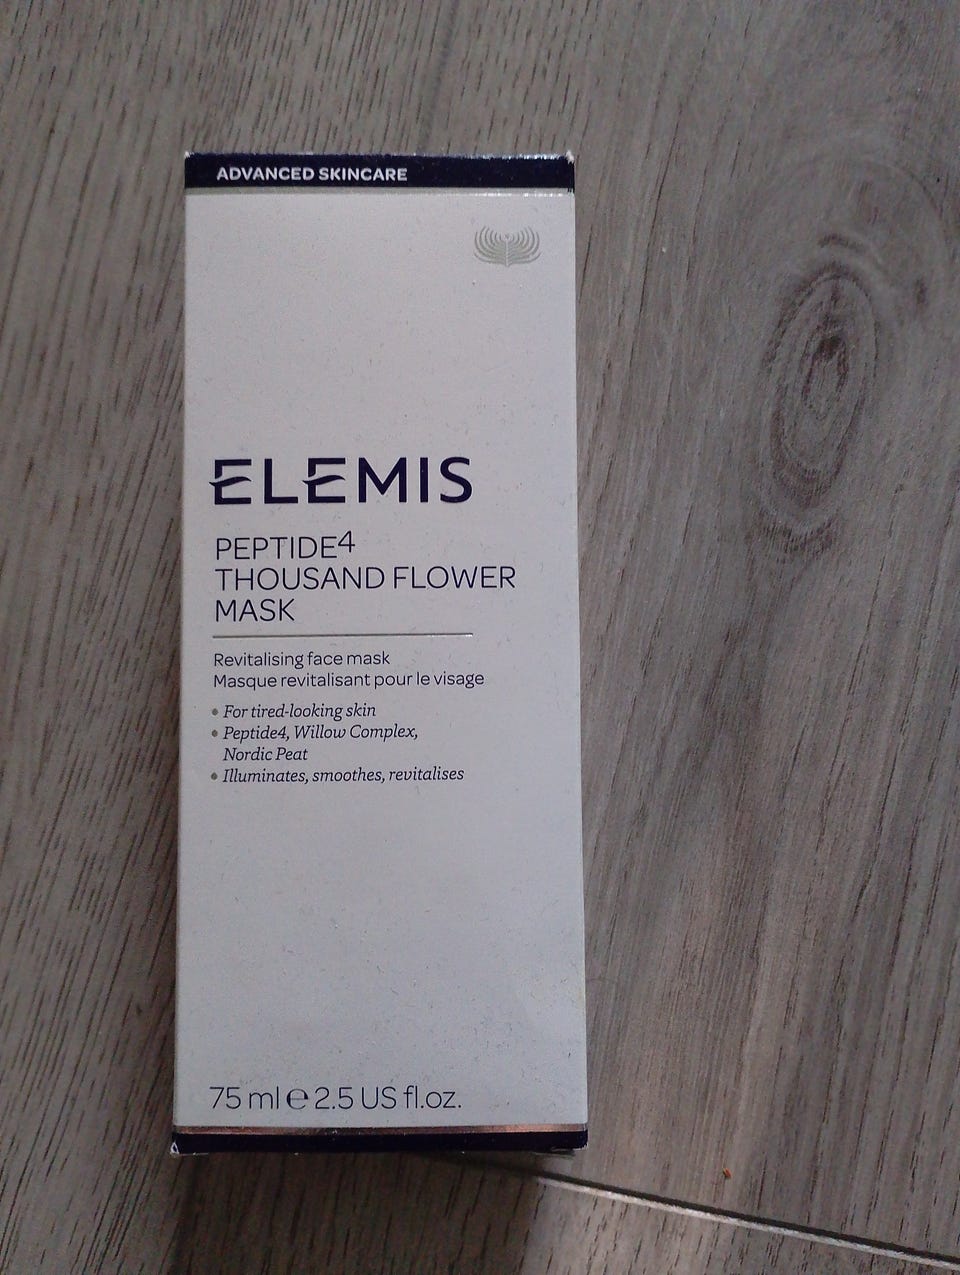 ADVANCED SKINCARE
ELEMIS
PEPTIDE4
THOUSAND FLOWER
MASK
Revitalising face mask
Masque revitalisant pour le visage
• For tired-looking skin
• Peptide4, Willow Complex,
Nordic Peat
• Illuminates, smoothes, revitalises
75 ml e 2.5 US fl.oz.